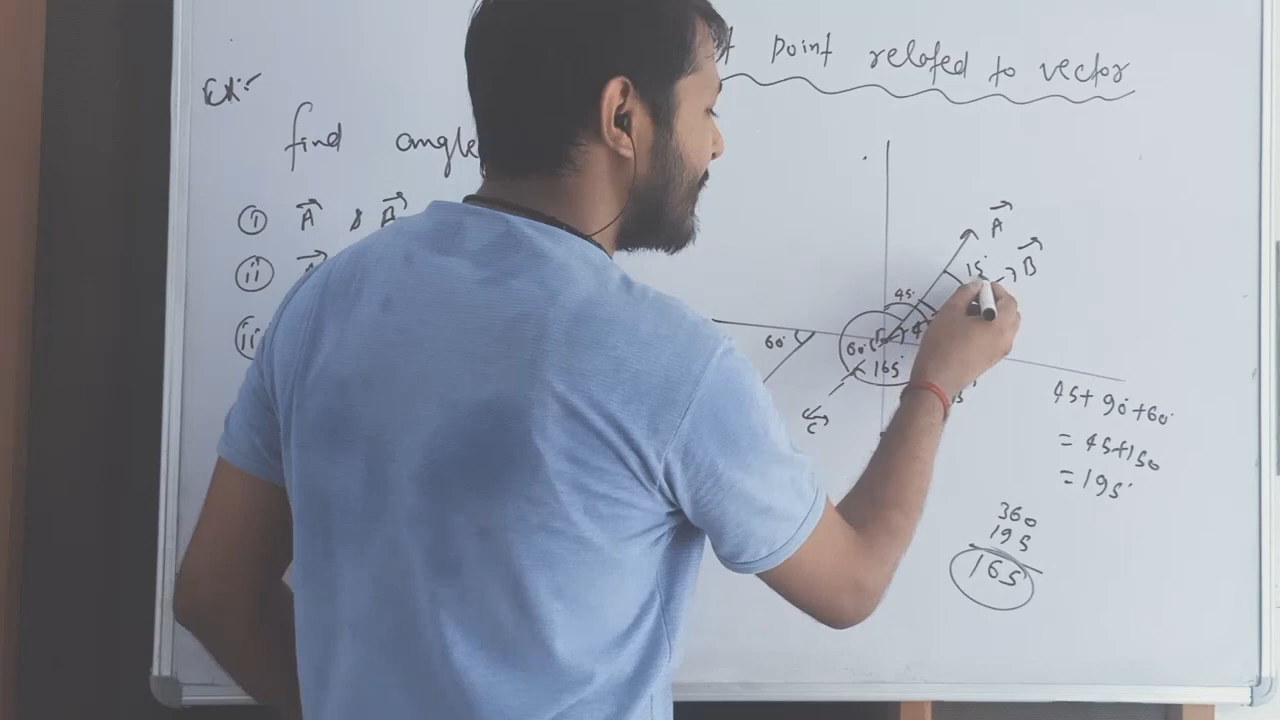 point related to vector
Ex:-
find angle
① A⃗ & B⃗
ii
A⃗
B⃗
15°
45°
60°
60°
165°
C⃗
45+90°+60°
= 45+150
= 195°
360
195
165